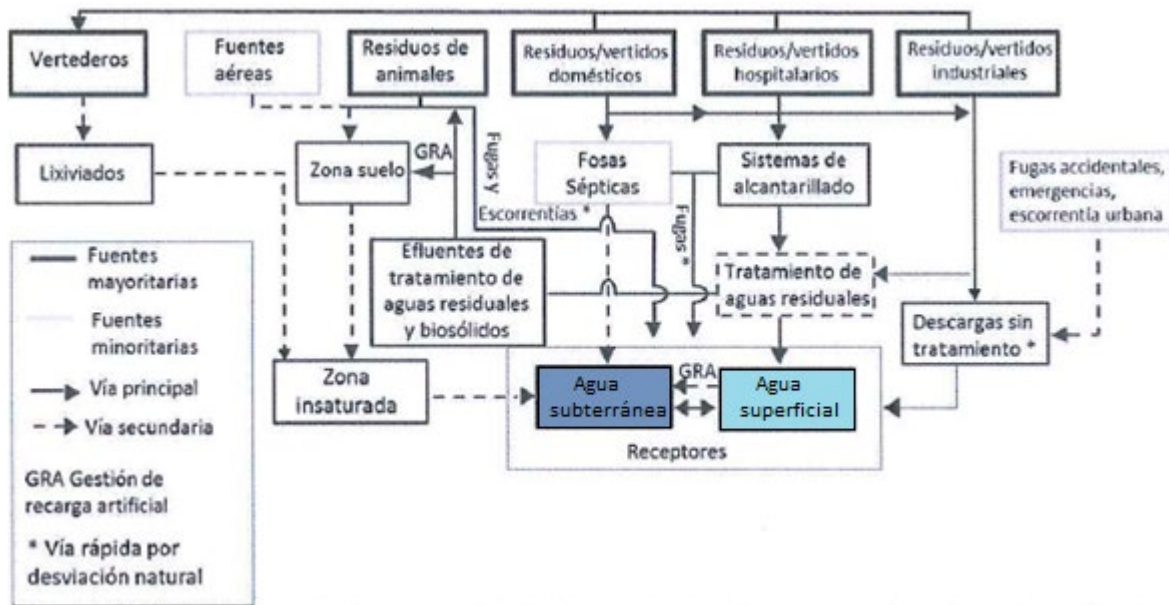 Vertederos
Fuentes
aéreas
Residuos de
animales
Residuos/vertidos
domésticos
Residuos/vertidos
hospitalarios
Residuos/vertidos
industriales
Lixiviados
Zona suelo
GRA
Fugas y
Escorrentías *
Fosas
Sépticas
Fugas *
Sistemas de
alcantarillado
Fugas accidentales,
emergencias,
escorrentía urbana
Efluentes de
tratamiento de
aguas residuales
y biosólidos
Tratamiento de
aguas residuales
Descargas sin
tratamiento *
Zona
insaturada
Agua
subterránea
GRA
Agua
superficial
Receptores
Fuentes
mayoritarias
Fuentes
minoritarias
Vía principal
Vía secundaria
GRA Gestión de
recarga artificial
* Vía rápida por
desviación natural